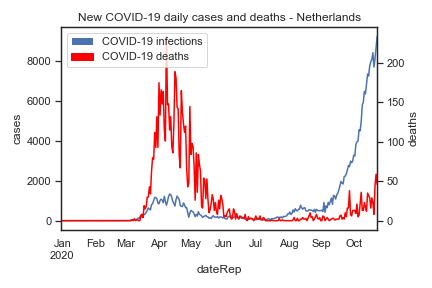 New COVID-19 daily cases and deaths - Netherlands
COVID-19 infections
COVID-19 deaths
8000
6000
4000
2000
0
cases
200
150
100
50
0
deaths
Jan Feb Mar Apr May Jun Jul Aug Sep Oct
2020
dateRep